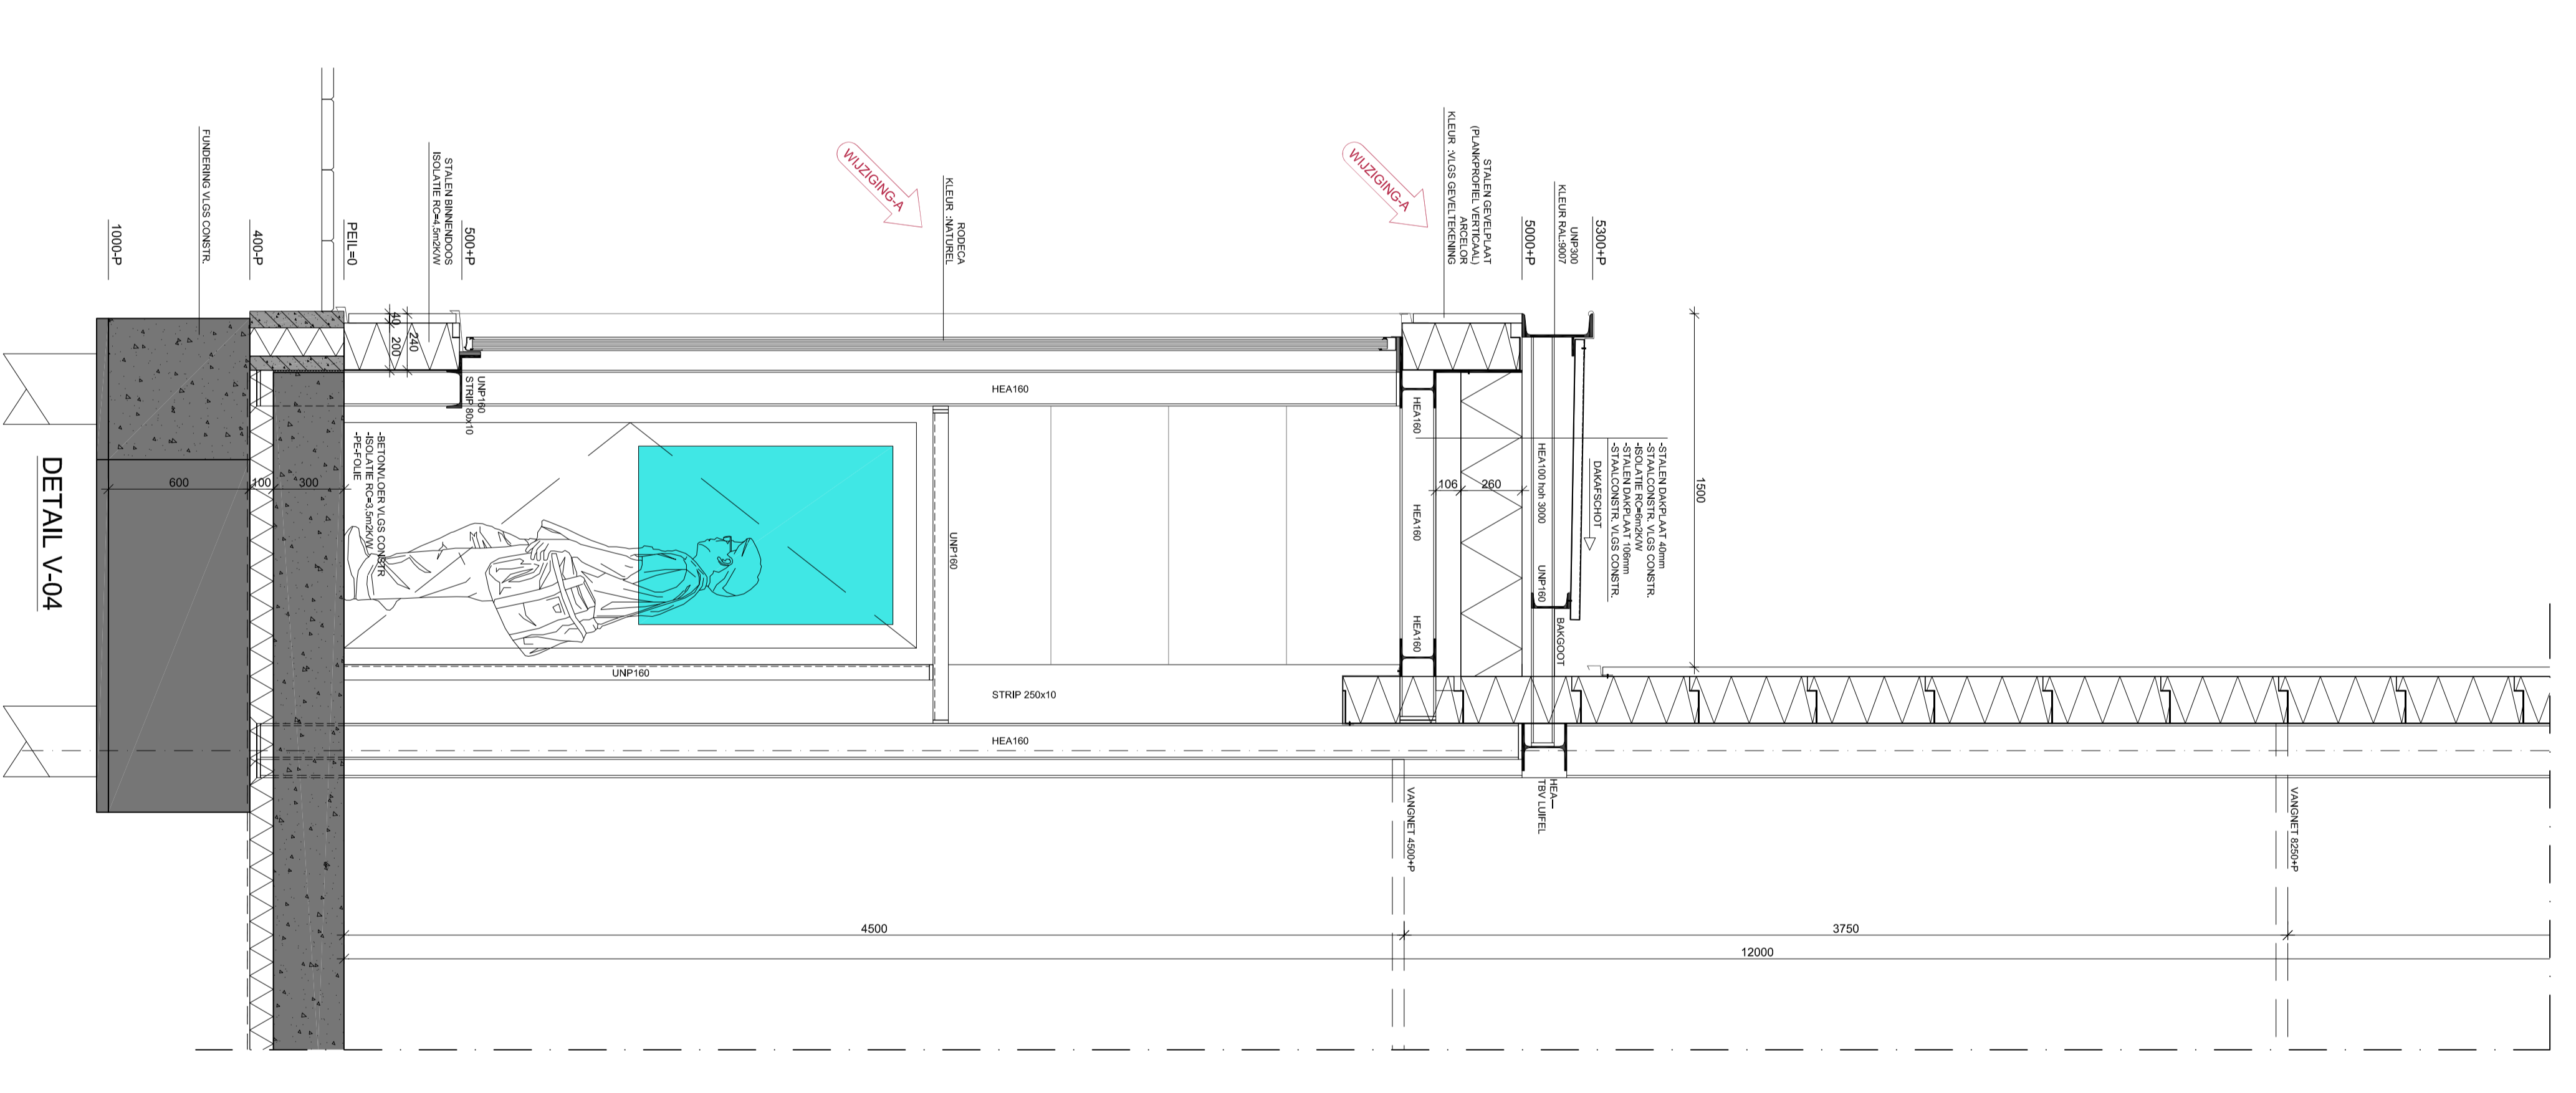 5300+P
UNP300
KLEUR RAL:9007
5000+P
STALEN GEVELPLAAT
(PLANKPROFIEL VERTICAAL)
ARCELOR
KLEUR :VLGS GEVELTEKENING
WIJZIGING-A
RODECA
KLEUR :NATUREL
WIJZIGING-A
500+P
STALEN BINNENDOOS
ISOLATIE RC=4,5m2K/W
PEIL=0
400-P
FUNDERING VLGS CONSTR.
1000-P
1500
-STALEN DAKPLAAT 40mm
-STAALCONSTR. VLGS CONSTR.
-ISOLATIE RC=6m2K/W
-STALEN DAKPLAAT 106mm
-STAALCONSTR. VLGS CONSTR.
DAKAFSCHOT
HEA100 hoh 3000
UNP160
BAKGOOT
260
106
HEA160
HEA160
HEA160
HEA160
UNP160
UNP160
STRIP 80x10
40
200
240
-BETONVLOER VLGS CONSTR
-ISOLATIE RC=3,5m2K/W
-PE-FOLIE
600
100
300
UNP160
STRIP 250x10
HEA160
HEA—
TBV LUIFEL
VANGNET 4500+P
VANGNET 8250+P
4500
3750
12000
DETAIL V-04